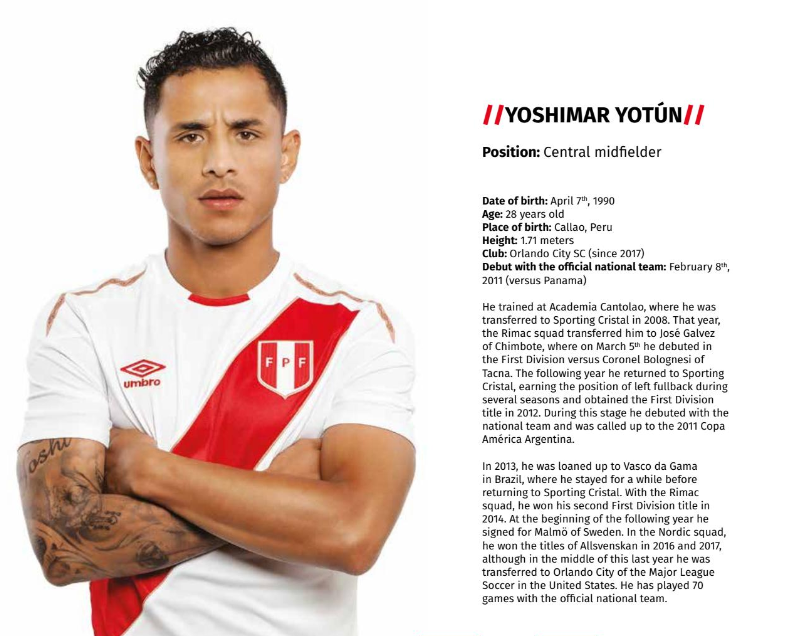 //YOSHIMAR YOTÚN//
Position: Central midfielder
Date of birth: April 7th, 1990
Age: 28 years old
Place of birth: Callao, Peru
Height: 1.71 meters
Club: Orlando City SC (since 2017)
Debut with the official national team: February 8th,
2011 (versus Panama)
He trained at Academia Cantolao, where he was
transferred to Sporting Cristal in 2008. That year,
the Rimac squad transferred him to José Galvez
of Chimbote, where on March 5th he debuted in
the First Division versus Coronel Bolognesi of
Tacna. The following year he returned to Sporting
Cristal, earning the position of left fullback during
several seasons and obtained the First Division
title in 2012. During this stage he debuted with the
national team and was called up to the 2011 Copa
América Argentina.
In 2013, he was loaned up to Vasco da Gama
in Brazil, where he stayed for a while before
returning to Sporting Cristal. With the Rimac
squad, he won his second First Division title in
2014. At the beginning of the following year he
signed for Malmö of Sweden. In the Nordic squad,
he won the titles of Allsvenskan in 2016 and 2017,
although in the middle of this last year he was
transferred to Orlando City of the Major League
Soccer in the United States. He has played 70
games with the official national team.
umbro
FPF
Yoshi